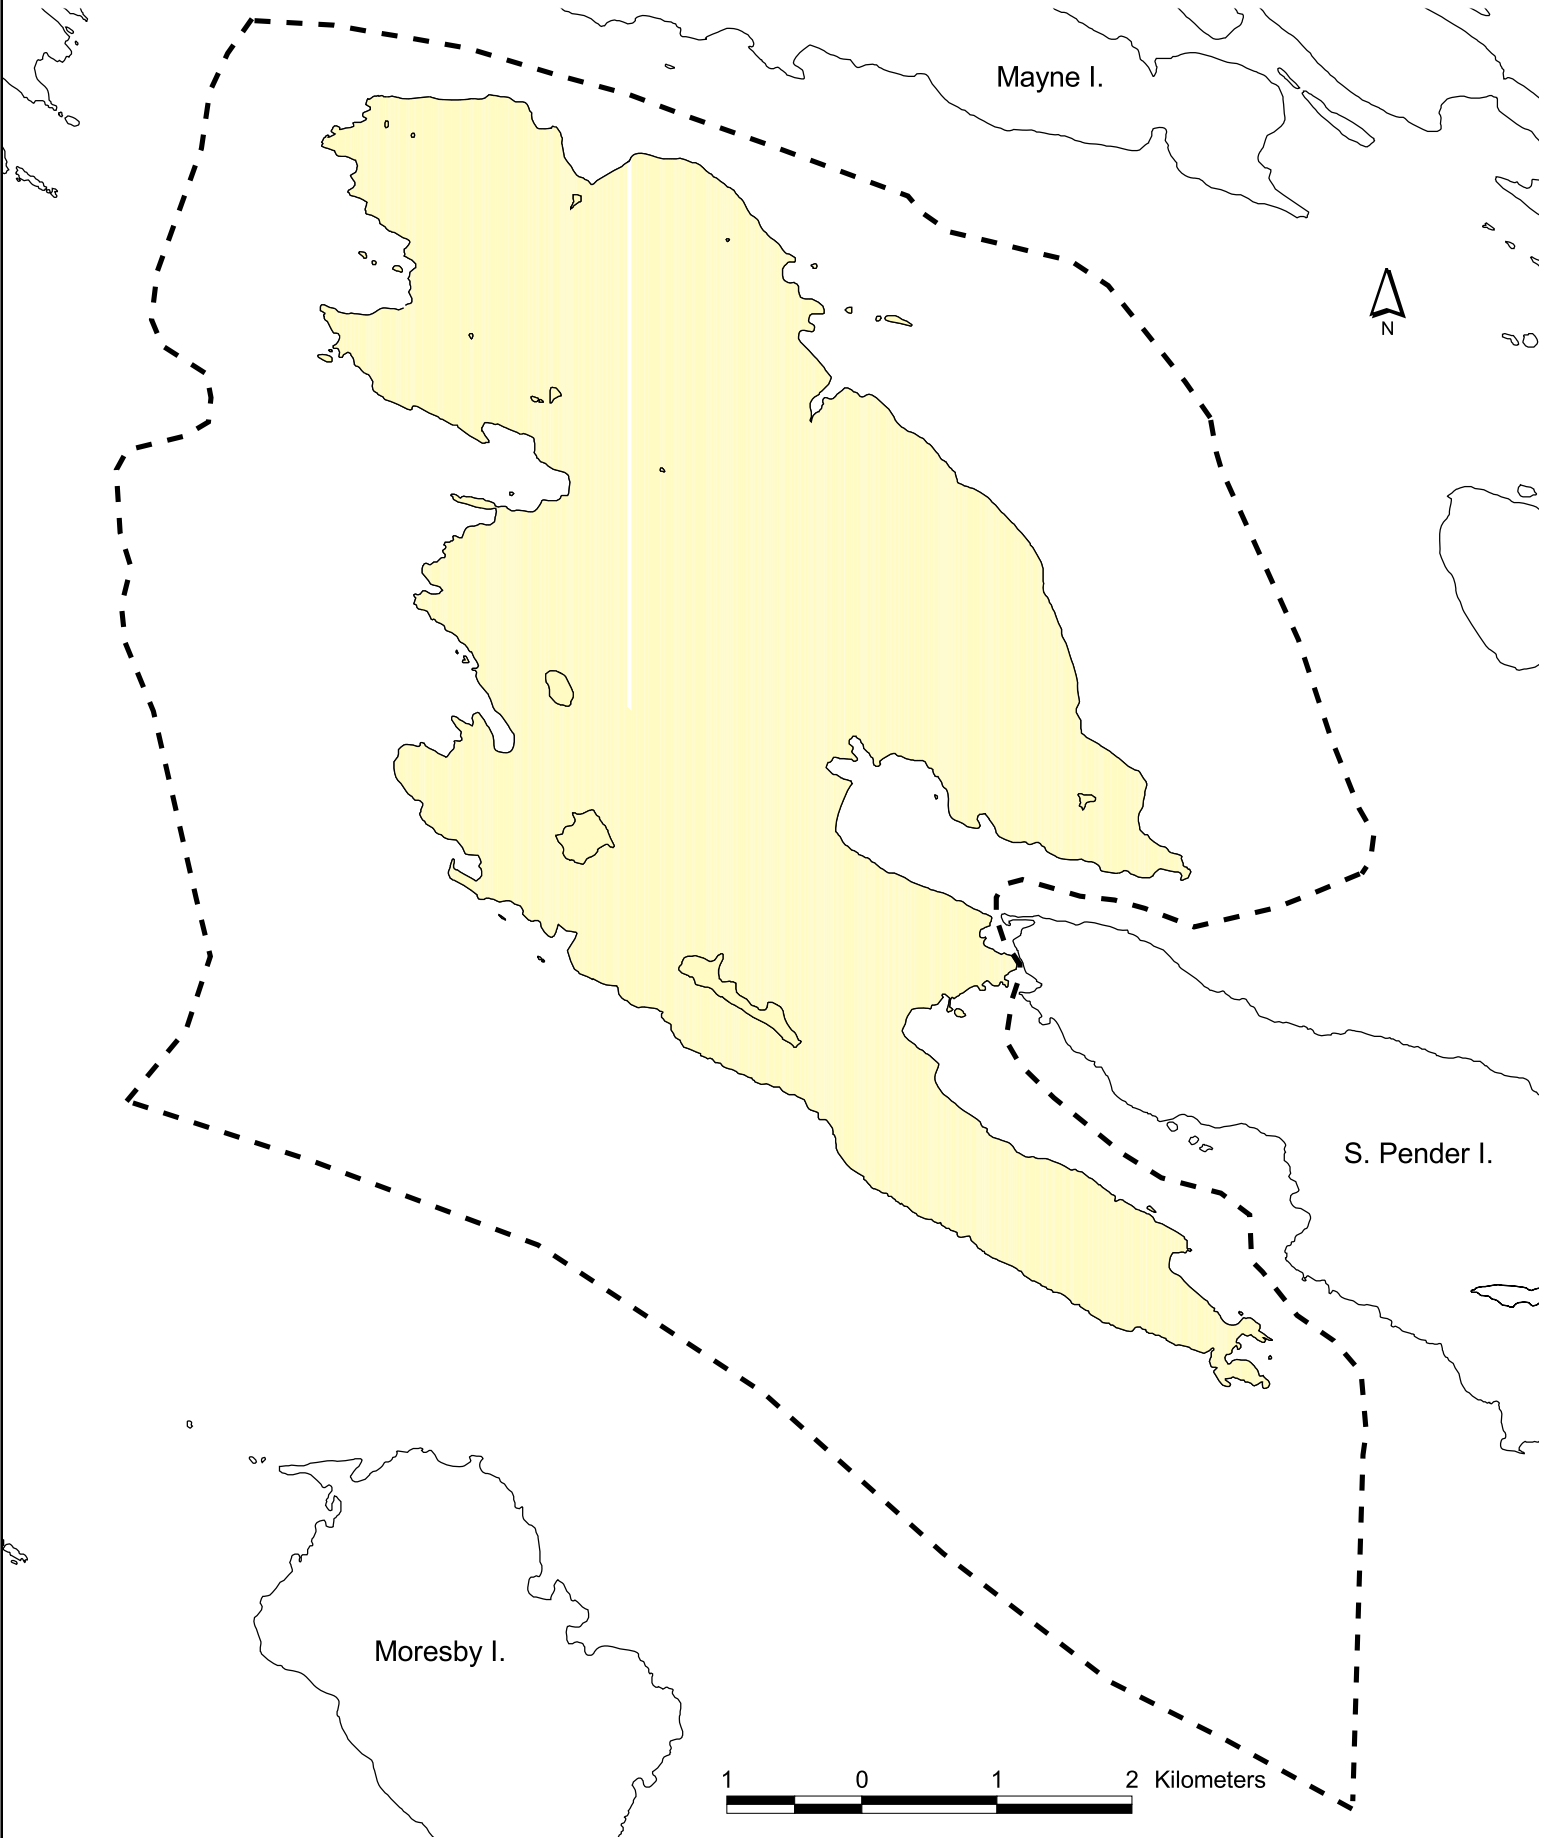 Mayne I.
N
S. Pender I.
Moresby I.
1 0 1 2 Kilometers